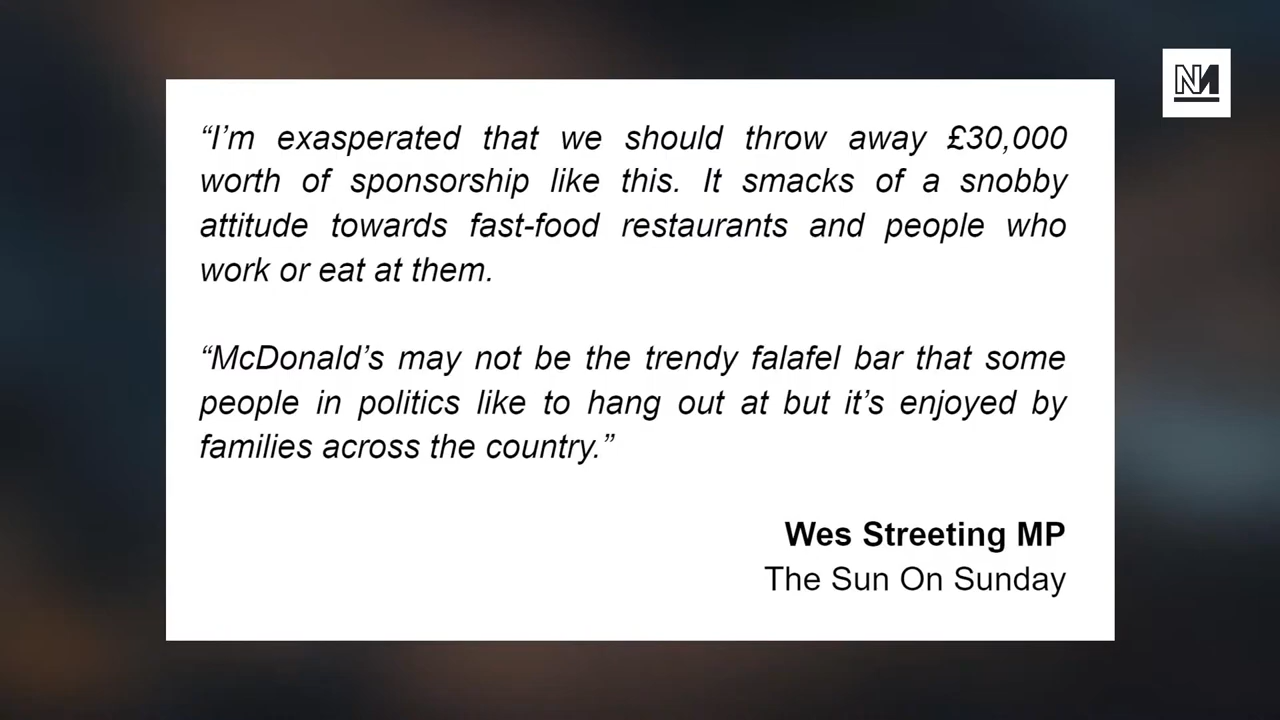 “I’m exasperated that we should throw away £30,000
worth of sponsorship like this. It smacks of a snobby
attitude towards fast-food restaurants and people who
work or eat at them.
“McDonald’s may not be the trendy falafel bar that some
people in politics like to hang out at but it’s enjoyed by
families across the country.”
Wes Streeting MP
The Sun On Sunday
NM